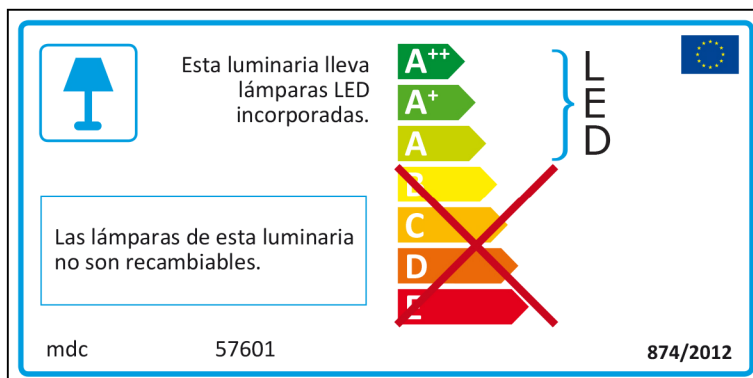 Esta luminaria lleva
lámparas LED
incorporadas.
A++
A+
A
B
C
D
E
L
E
D
Las lámparas de esta luminaria
no son recambiables.
mdc 57601
874/2012